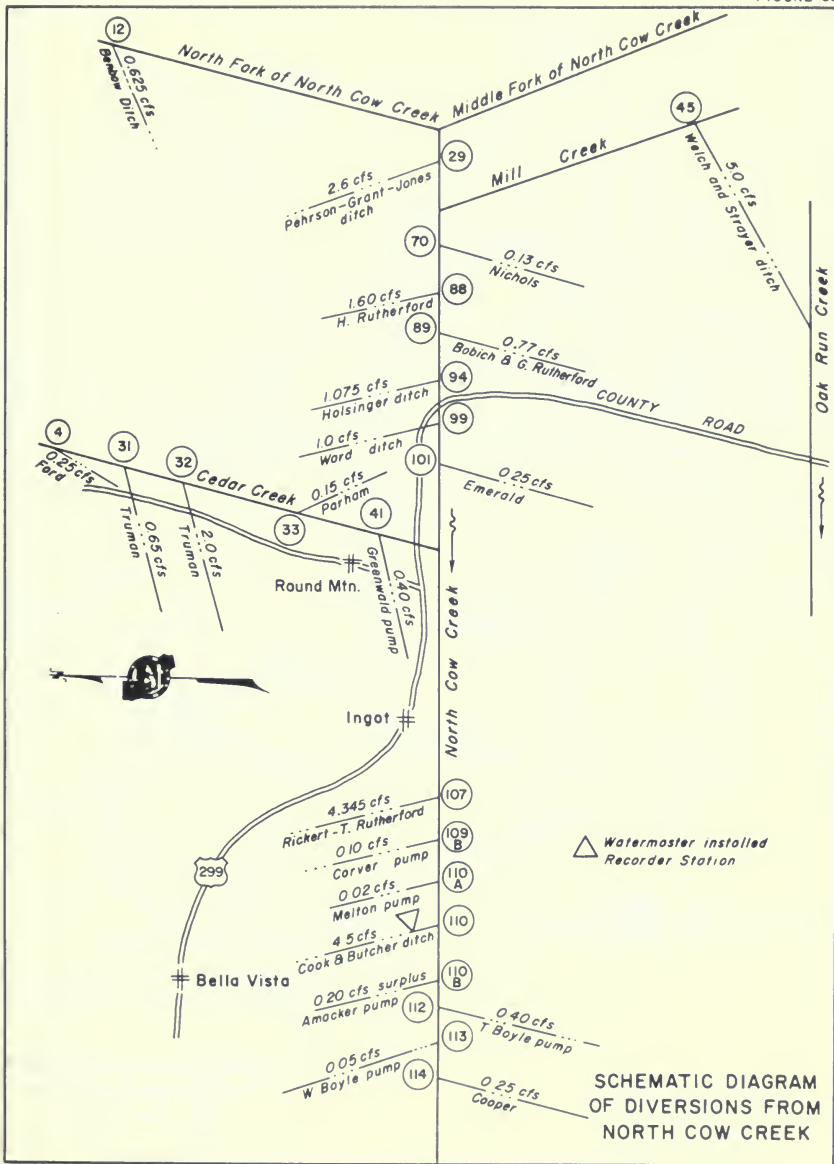 12
North Fork of North Cow Creek
Middle Fork of North Cow Creek
0.625 cfs
Benbow Ditch
45
29
Mill Creek
5.0 cfs
Welch and Strayer ditch
2.6 cfs
Pehrson-Grant-Jones
ditch
70
0.13 cfs
Nichols
88
1.60 cfs
H. Rutherford
89
0.77 cfs
Bobich & G. Rutherford
Oak Run Creek
94
1.075 cfs
Holsinger ditch
COUNTY ROAD
99
1.0 cfs
Ward ditch
4
0.25 cfs
Ford
31
32
Cedar Creek
101
0.25 cfs
Emerald
0.15 cfs
Parham
33
41
0.65 cfs
Truman
2.0 cfs
Truman
Round Mtn.
0.40 cfs
Greenwald pump
North Cow Creek
Ingot
107
4.345 cfs
Rickert-T. Rutherford
109
B
0.10 cfs
Carver pump
Watermaster installed
Recorder Station
299
110
A
0.02 cfs
Melton pump
110
4.5 cfs
Cook & Butcher ditch
Bella Vista
110
B
0.20 cfs surplus
Amacker pump
112
0.40 cfs
T Boyle pump
113
0.05 cfs
W Boyle pump
114
0.25 cfs
Cooper
SCHEMATIC DIAGRAM
OF DIVERSIONS FROM
NORTH COW CREEK